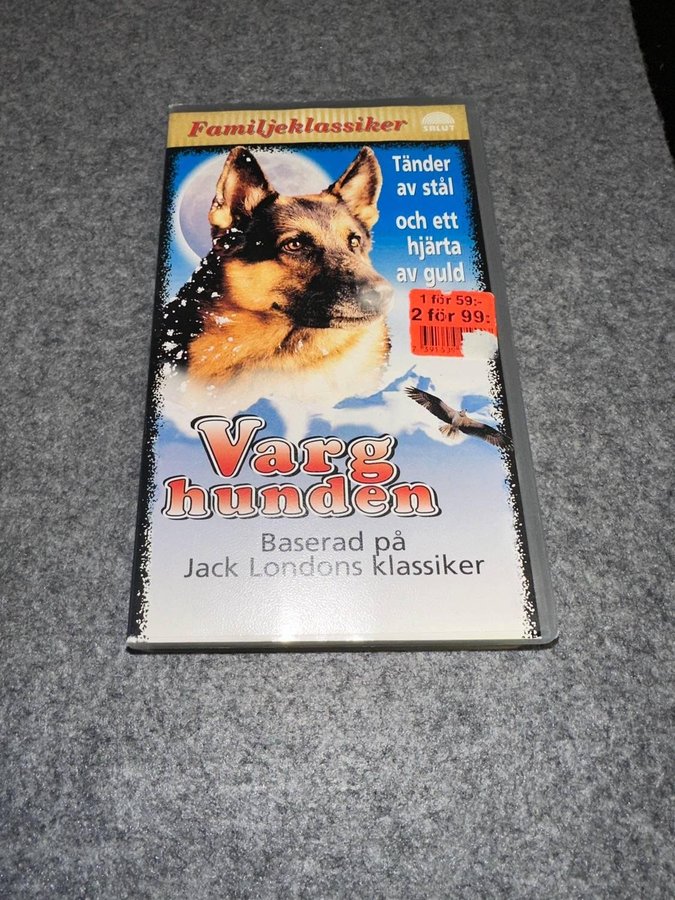 Familjeklassiker
SALUT
Tänder
av stål
och ett
hjärta
av guld
1 för 59:-
2 för 99:
Varg
hunden
Baserad på
Jack Londons klassiker